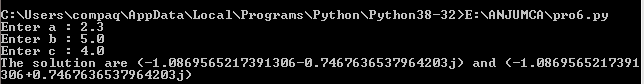 C:\Users\compaq\AppData\Local\Programs\Python\Python38-32>E:\ANJUMCA\pro6.py
Enter a : 2.3
Enter b : 5.0
Enter c : 4.0
The solution are (-1.0869565217391306-0.7467636537964203j) and (-1.0869565217391
306+0.7467636537964203j)